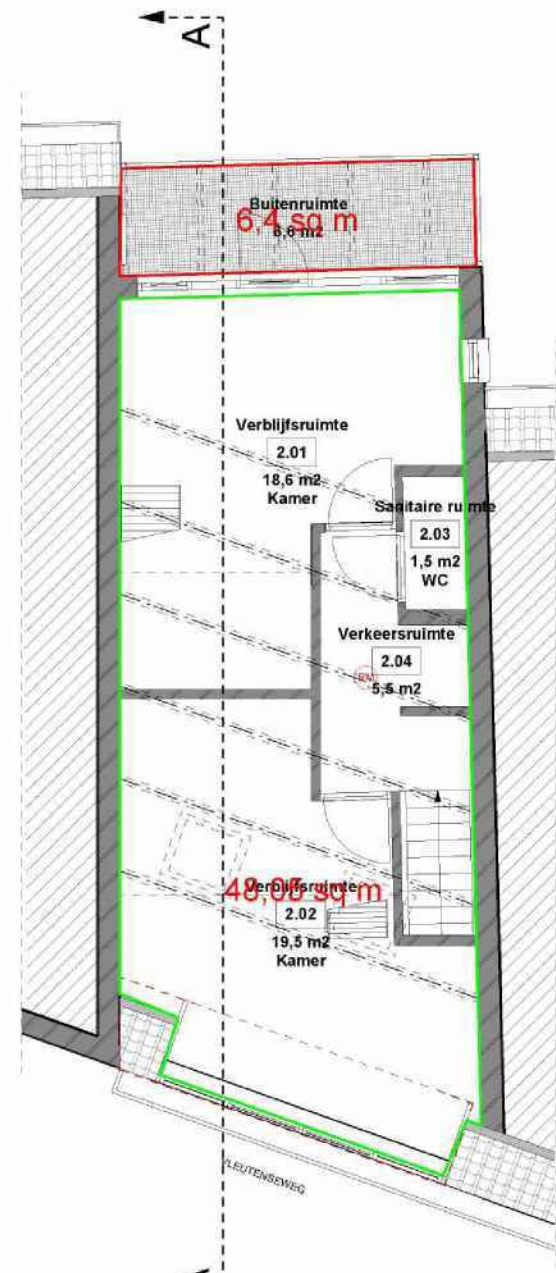 A
Buitenruimte
6,4 sq m
6,6 m2
Verblijfsruimte
2.01
18,6 m2
Kamer
Sanitaire ruimte
2.03
1,5 m2
WC
Verkeersruimte
2.04
RM
5,5 m2
Verblijfsruimte
48,06 sq m
2.02
19,5 m2
Kamer
VLEUTENSEWEG